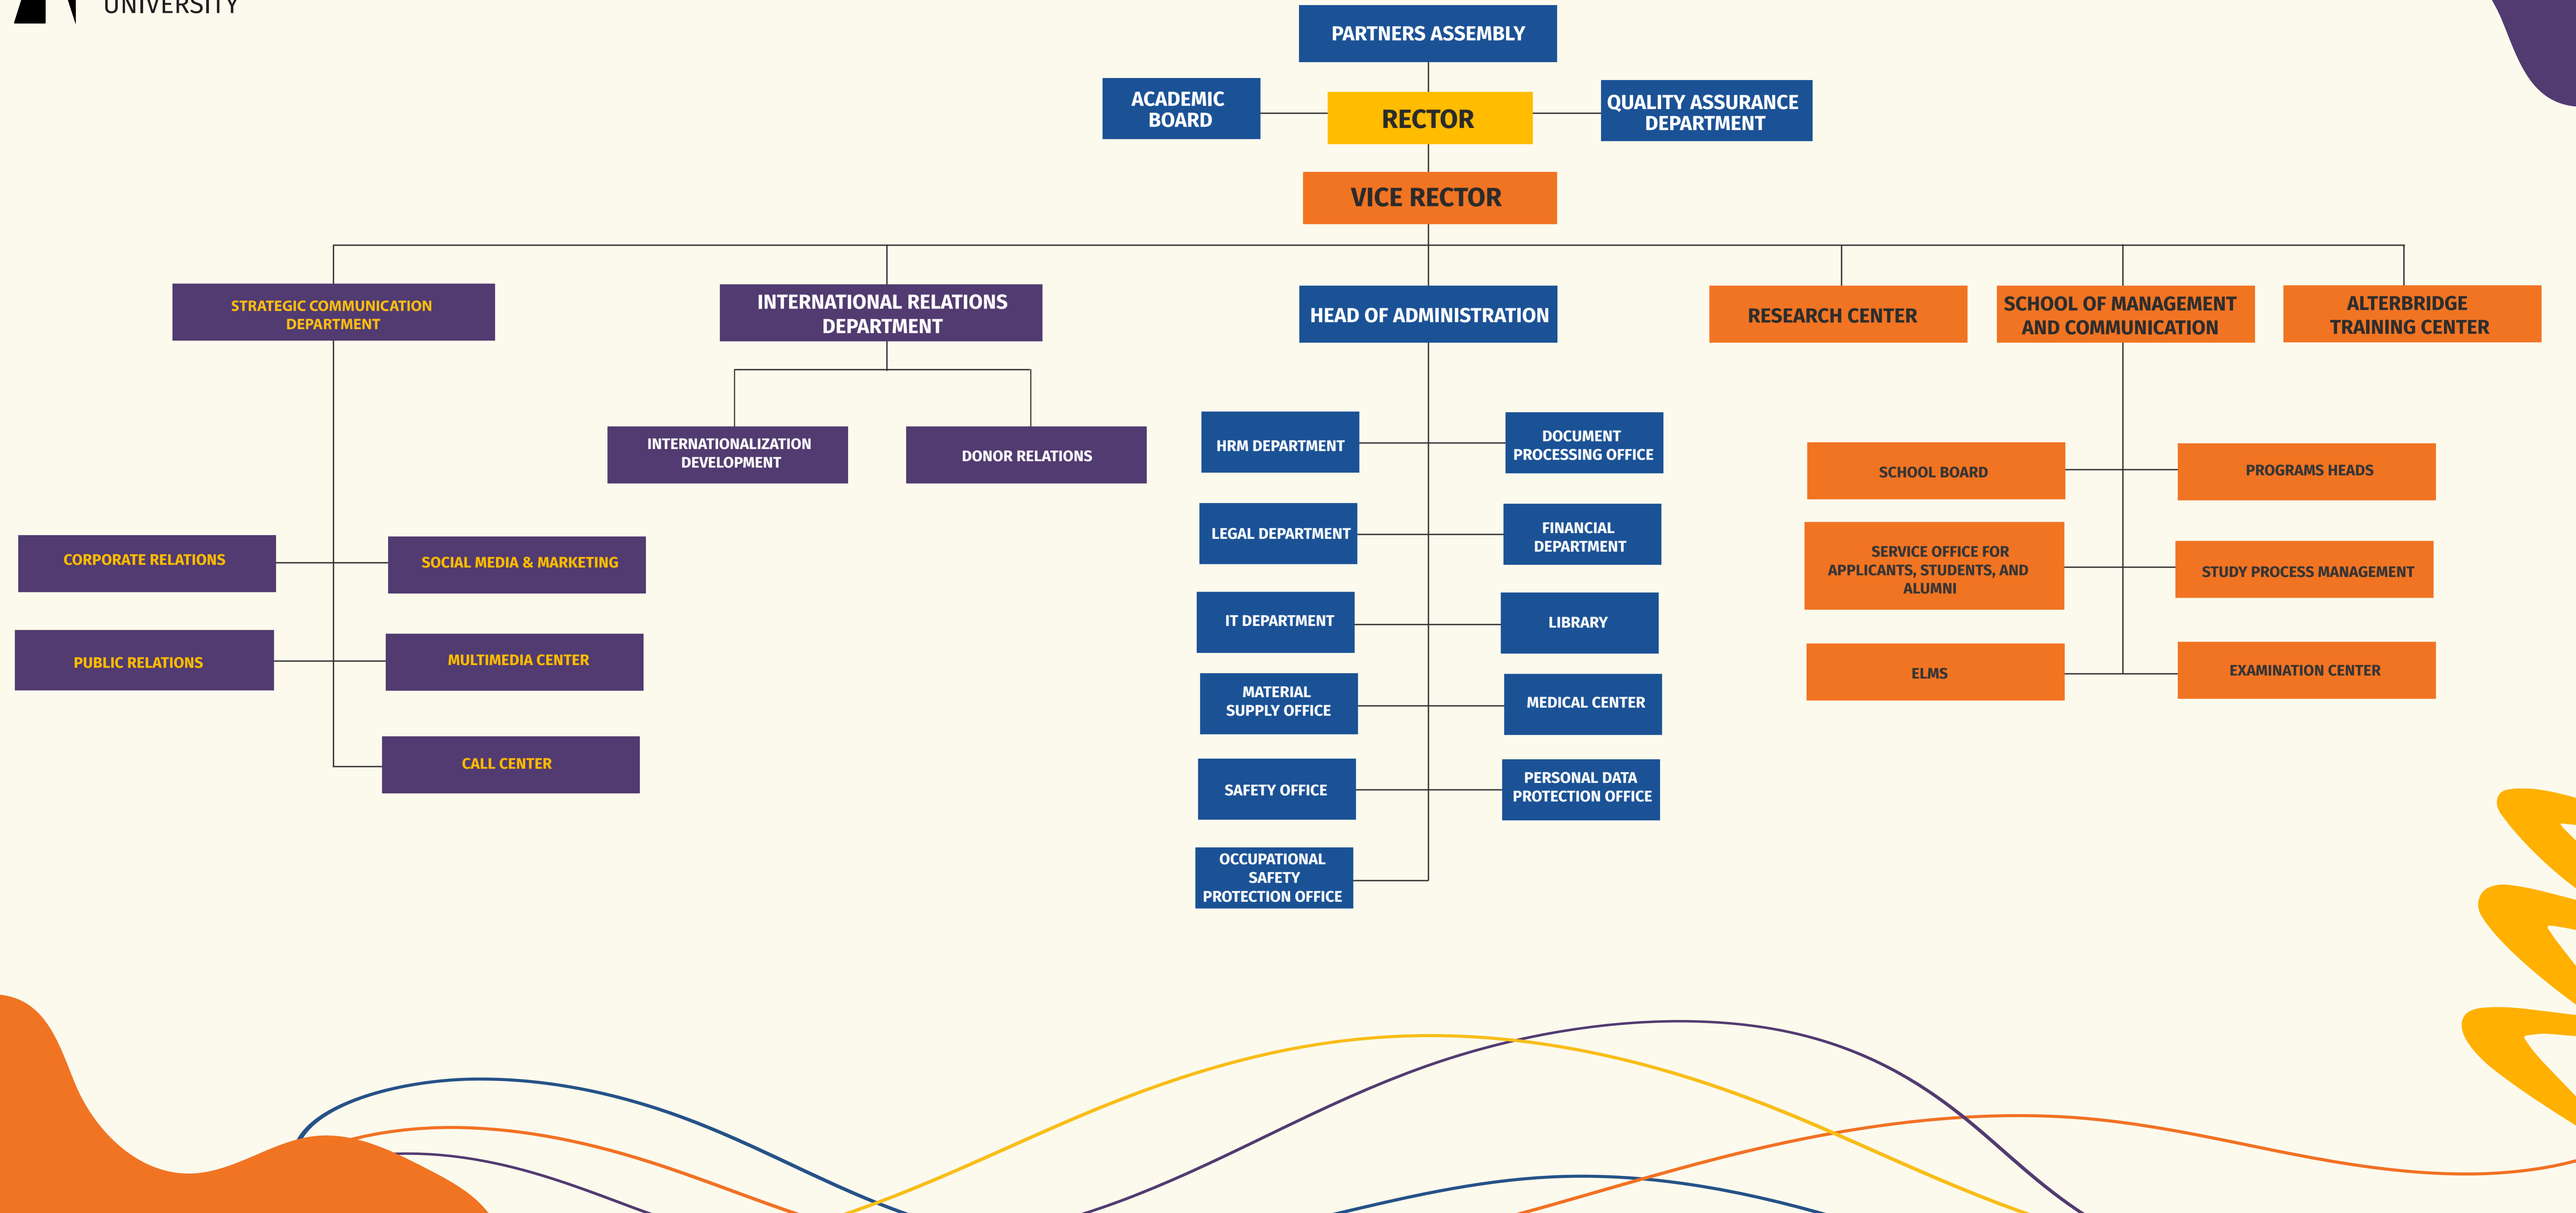 UNIVERSITY
PARTNERS ASSEMBLY
ACADEMIC
BOARD
RECTOR
QUALITY ASSURANCE
DEPARTMENT
VICE RECTOR
STRATEGIC COMMUNICATION
DEPARTMENT
INTERNATIONAL RELATIONS
DEPARTMENT
HEAD OF ADMINISTRATION
RESEARCH CENTER
SCHOOL OF MANAGEMENT
AND COMMUNICATION
ALTERBRIDGE
TRAINING CENTER
CORPORATE RELATIONS
SOCIAL MEDIA & MARKETING
PUBLIC RELATIONS
MULTIMEDIA CENTER
CALL CENTER
INTERNATIONALIZATION
DEVELOPMENT
DONOR RELATIONS
HRM DEPARTMENT
DOCUMENT
PROCESSING OFFICE
LEGAL DEPARTMENT
FINANCIAL
DEPARTMENT
IT DEPARTMENT
LIBRARY
MATERIAL
SUPPLY OFFICE
MEDICAL CENTER
SAFETY OFFICE
PERSONAL DATA
PROTECTION OFFICE
OCCUPATIONAL
SAFETY
PROTECTION OFFICE
SCHOOL BOARD
PROGRAMS HEADS
SERVICE OFFICE FOR
APPLICANTS, STUDENTS, AND
ALUMNI
STUDY PROCESS MANAGEMENT
ELMS
EXAMINATION CENTER